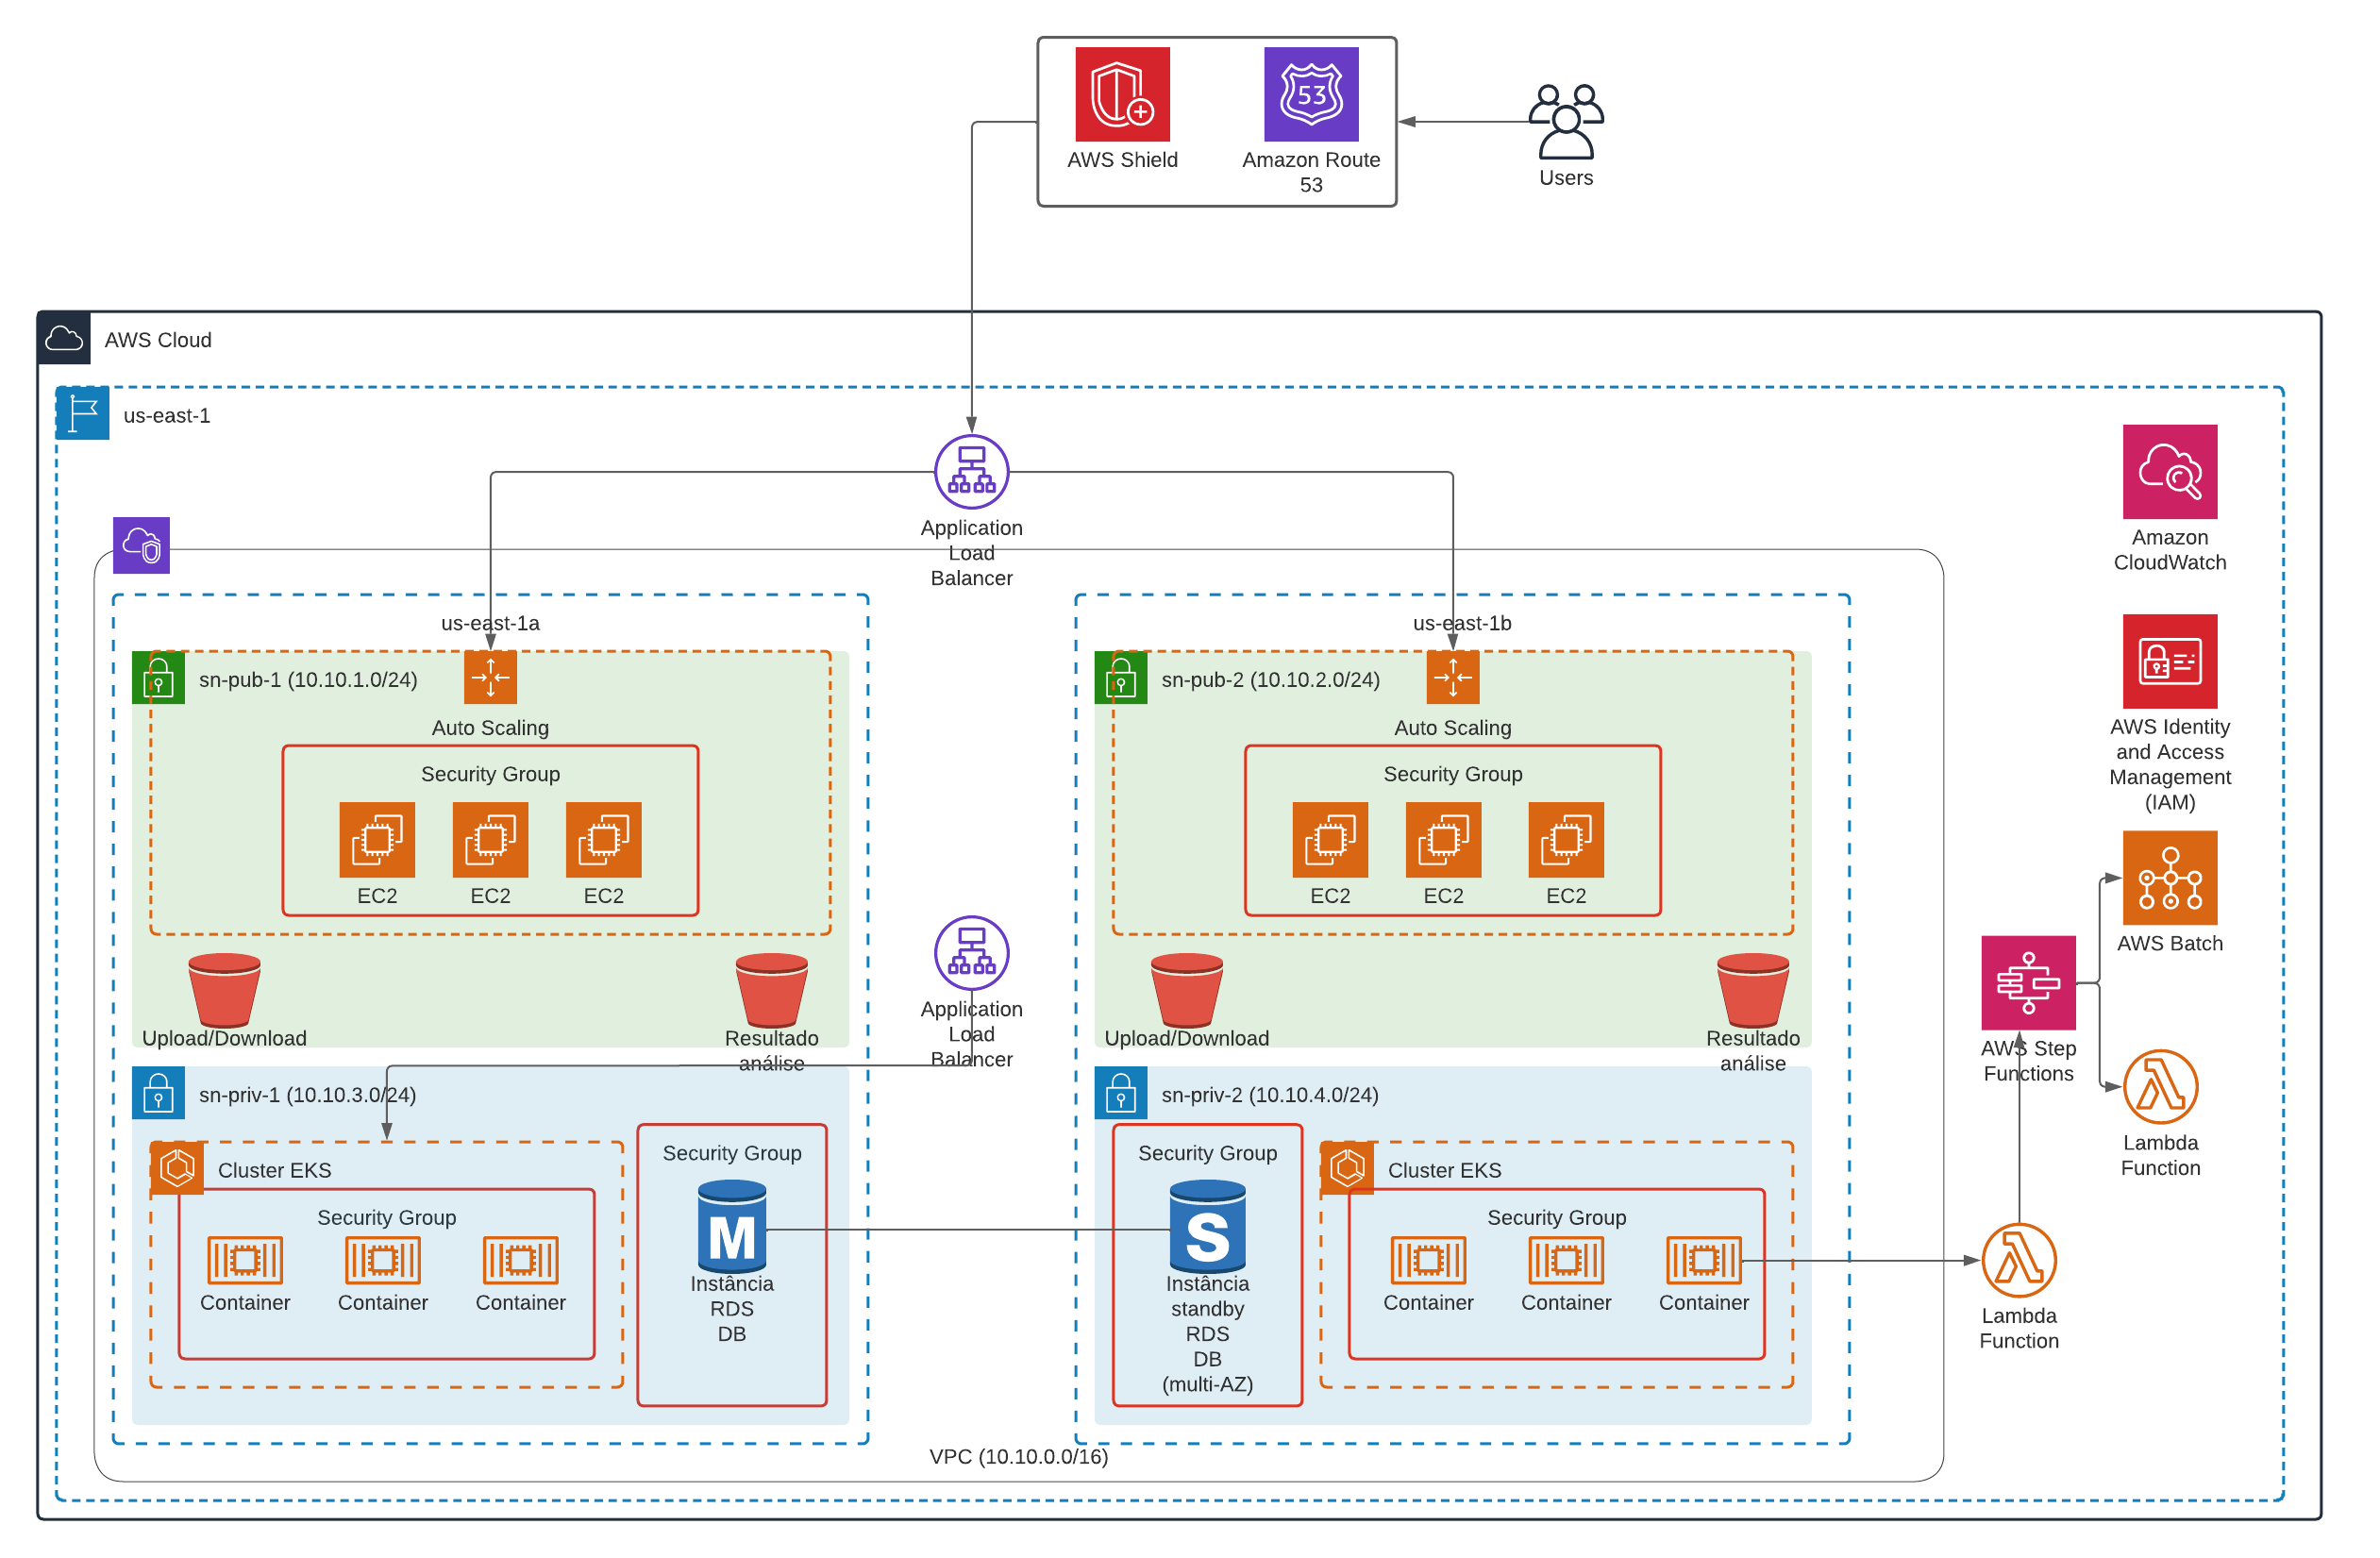 53
AWS Shield
Amazon Route
53
Users
AWS Cloud
us-east-1
Application
Load
Balancer
Amazon
CloudWatch
us-east-1a
us-east-1b
sn-pub-1 (10.10.1.0/24)
Auto Scaling
Security Group
EC2
EC2
EC2
Upload/Download
Resultado
análise
sn-pub-2 (10.10.2.0/24)
Auto Scaling
Security Group
EC2
EC2
EC2
Upload/Download
Resultado
análise
Application
Load
Balancer
AWS Identity
and Access
Management
(IAM)
AWS Batch
AWS Step
Functions
Lambda
Function
sn-priv-1 (10.10.3.0/24)
Cluster EKS
Security Group
Container
Container
Container
Security Group
M
Instância
RDS
DB
sn-priv-2 (10.10.4.0/24)
Security Group
S
Instância
standby
RDS
DB
(multi-AZ)
Cluster EKS
Security Group
Container
Container
Container
Lambda
Function
VPC (10.10.0.0/16)